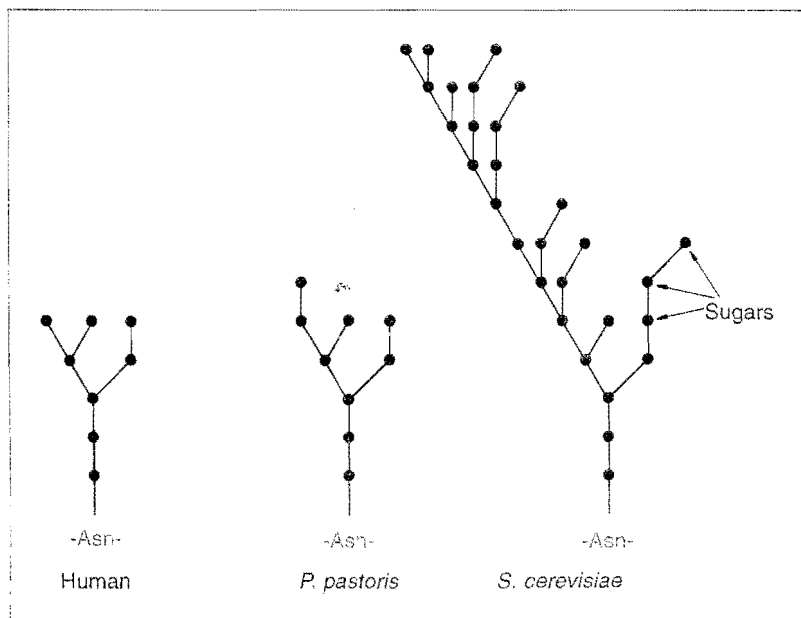 Sugars
-Asn- -Asn- -Asn-
Human P. pastoris S. cerevisiae